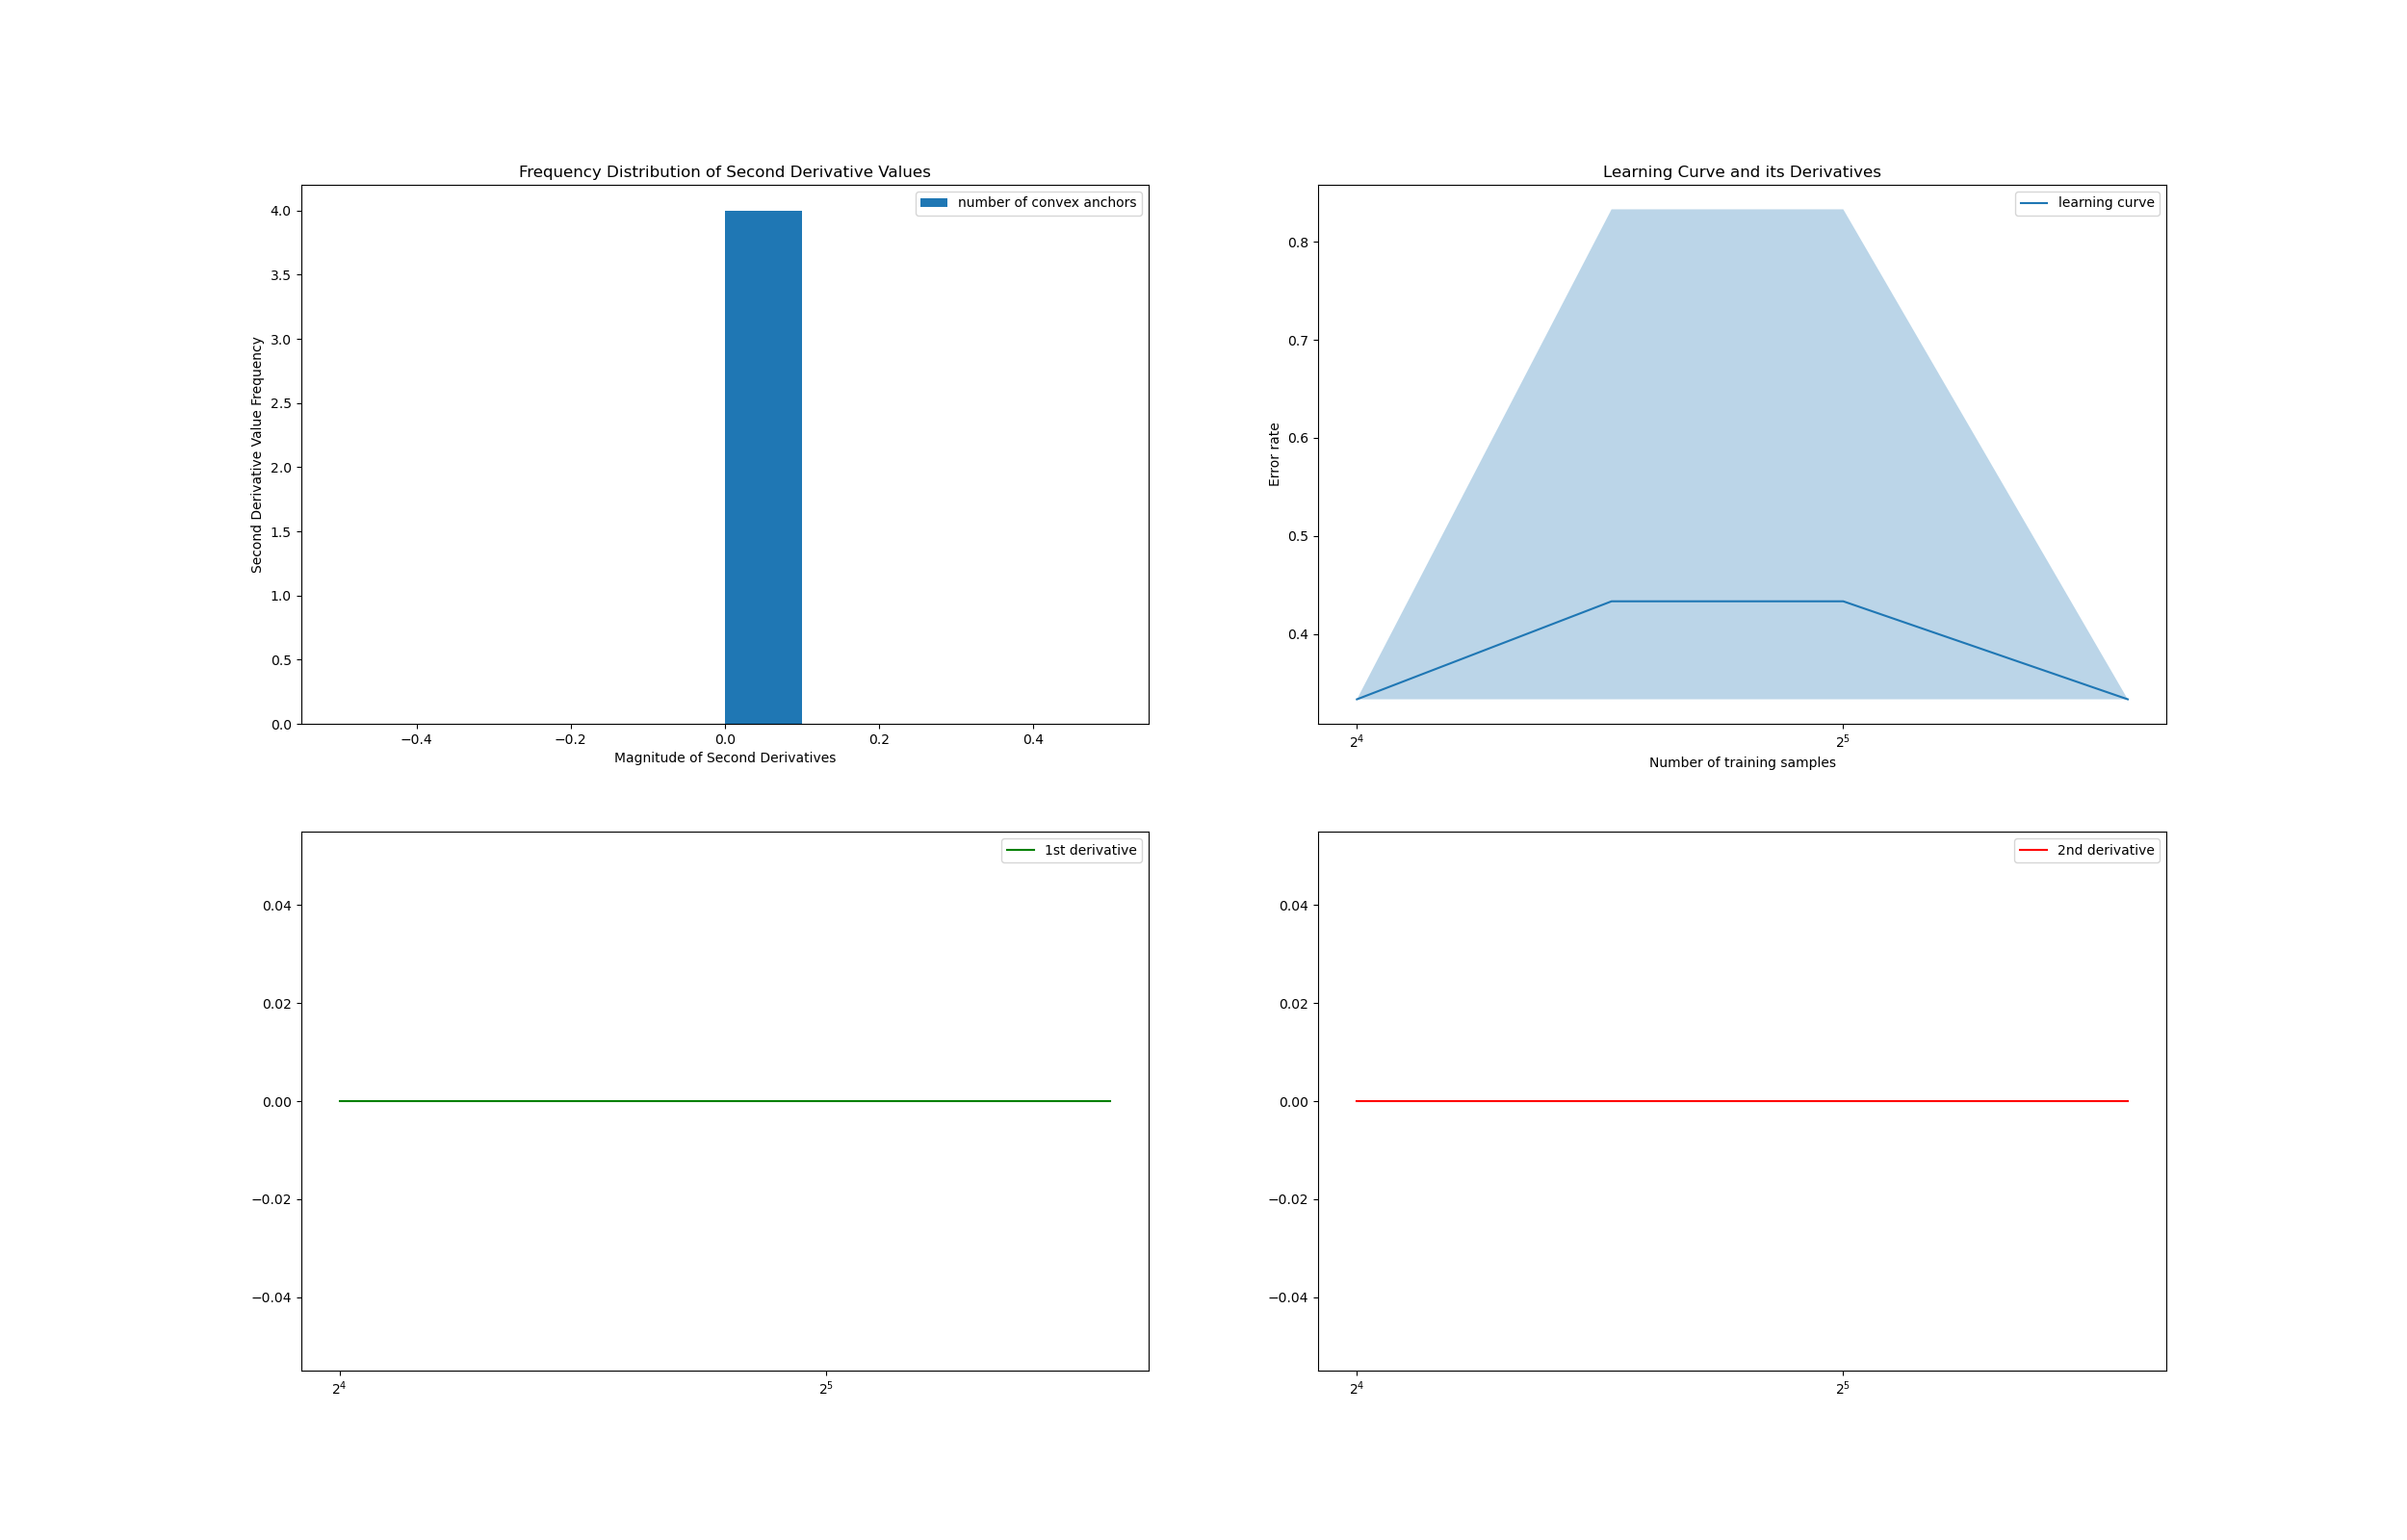 Frequency Distribution of Second Derivative Values
number of convex anchors
Second Derivative Value Frequency
4.0
3.5
3.0
2.5
2.0
1.5
1.0
0.5
0.0
−0.4 −0.2 0.0 0.2 0.4
Magnitude of Second Derivatives
Learning Curve and its Derivatives
learning curve
Error rate
0.8
0.7
0.6
0.5
0.4
2⁴ 2⁵
Number of training samples
1st derivative
0.04
0.02
0.00
−0.02
−0.04
2⁴ 2⁵
2nd derivative
0.04
0.02
0.00
−0.02
−0.04
2⁴ 2⁵